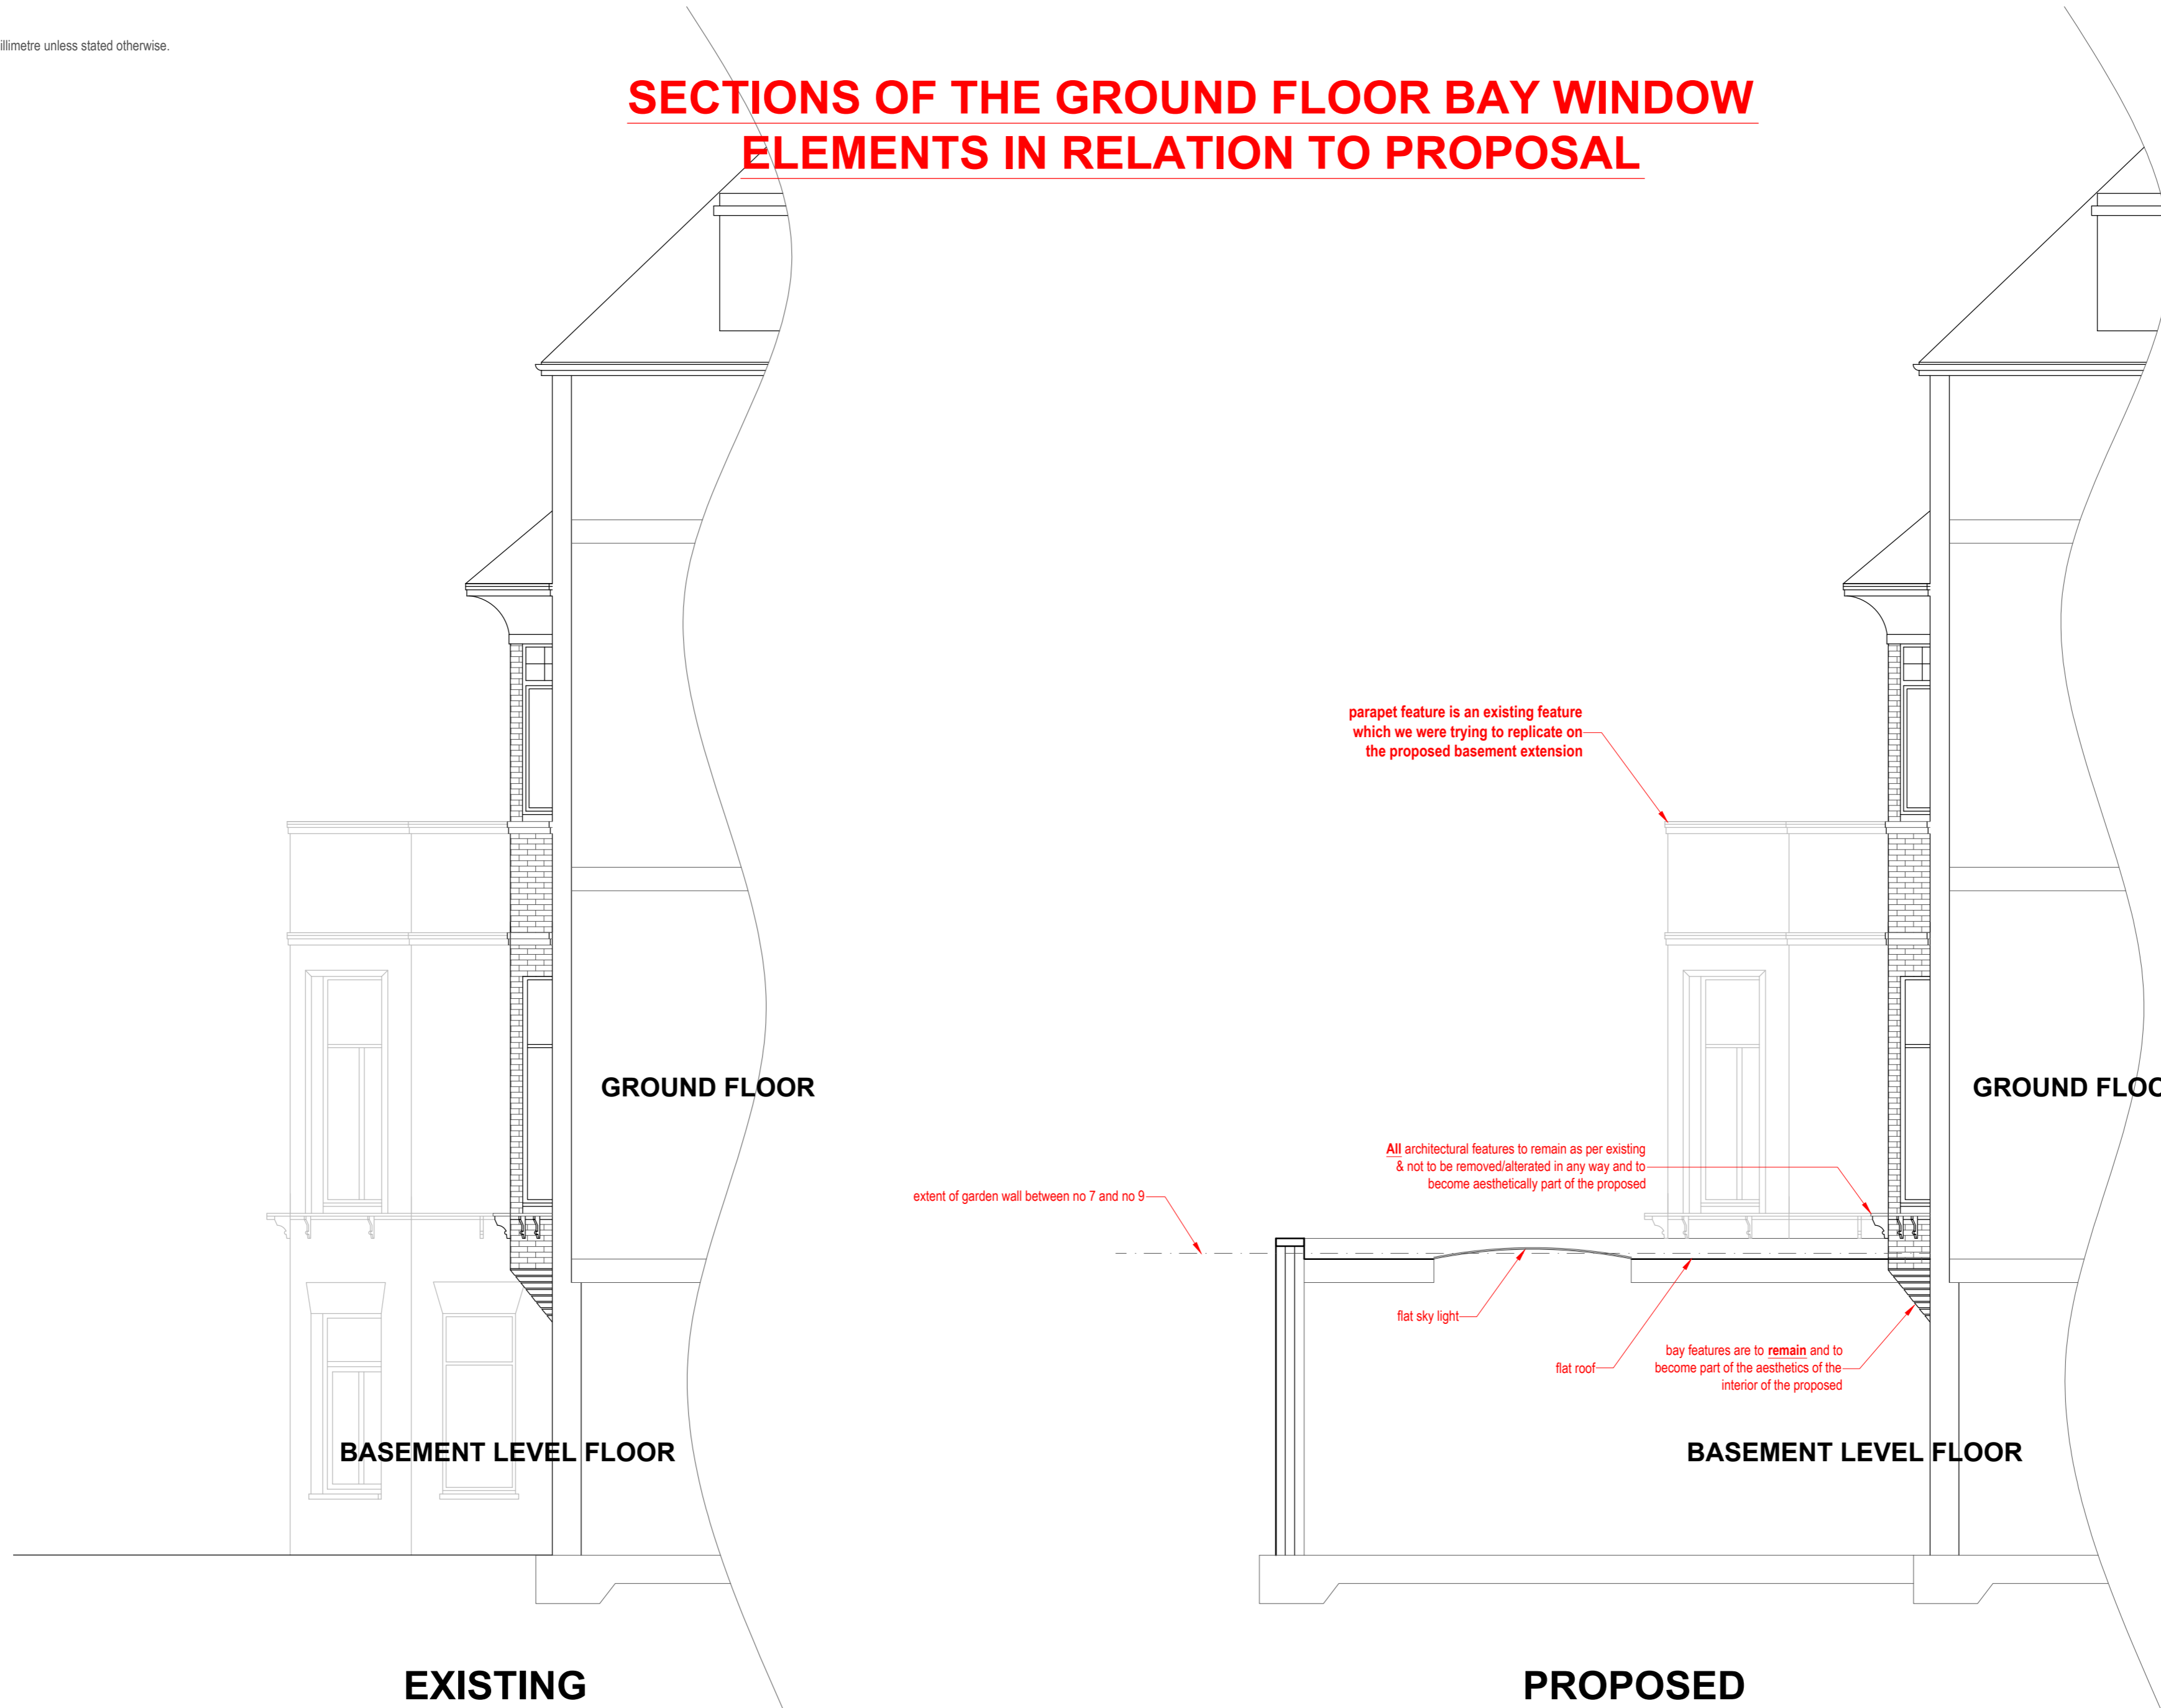 illimetre unless stated otherwise.
SECTIONS OF THE GROUND FLOOR BAY WINDOW
ELEMENTS IN RELATION TO PROPOSAL
parapet feature is an existing feature
which we were trying to replicate on
the proposed basement extension
GROUND FLOOR
GROUND FLOO
All architectural features to remain as per existing
& not to be removed/alterated in any way and to
become aesthetically part of the proposed
extent of garden wall between no 7 and no 9
flat sky light
flat roof
bay features are to remain and to
become part of the aesthetics of the
interior of the proposed
BASEMENT LEVEL FLOOR
BASEMENT LEVEL FLOOR
EXISTING
PROPOSED